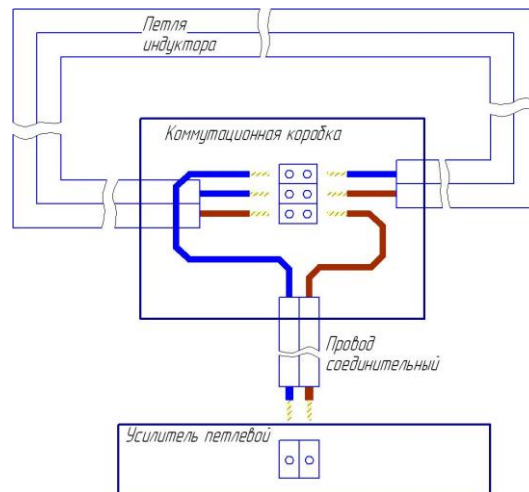 Петля
индуктора
Коммутационная коробка
Провод
соединительный
Усилитель петлевой